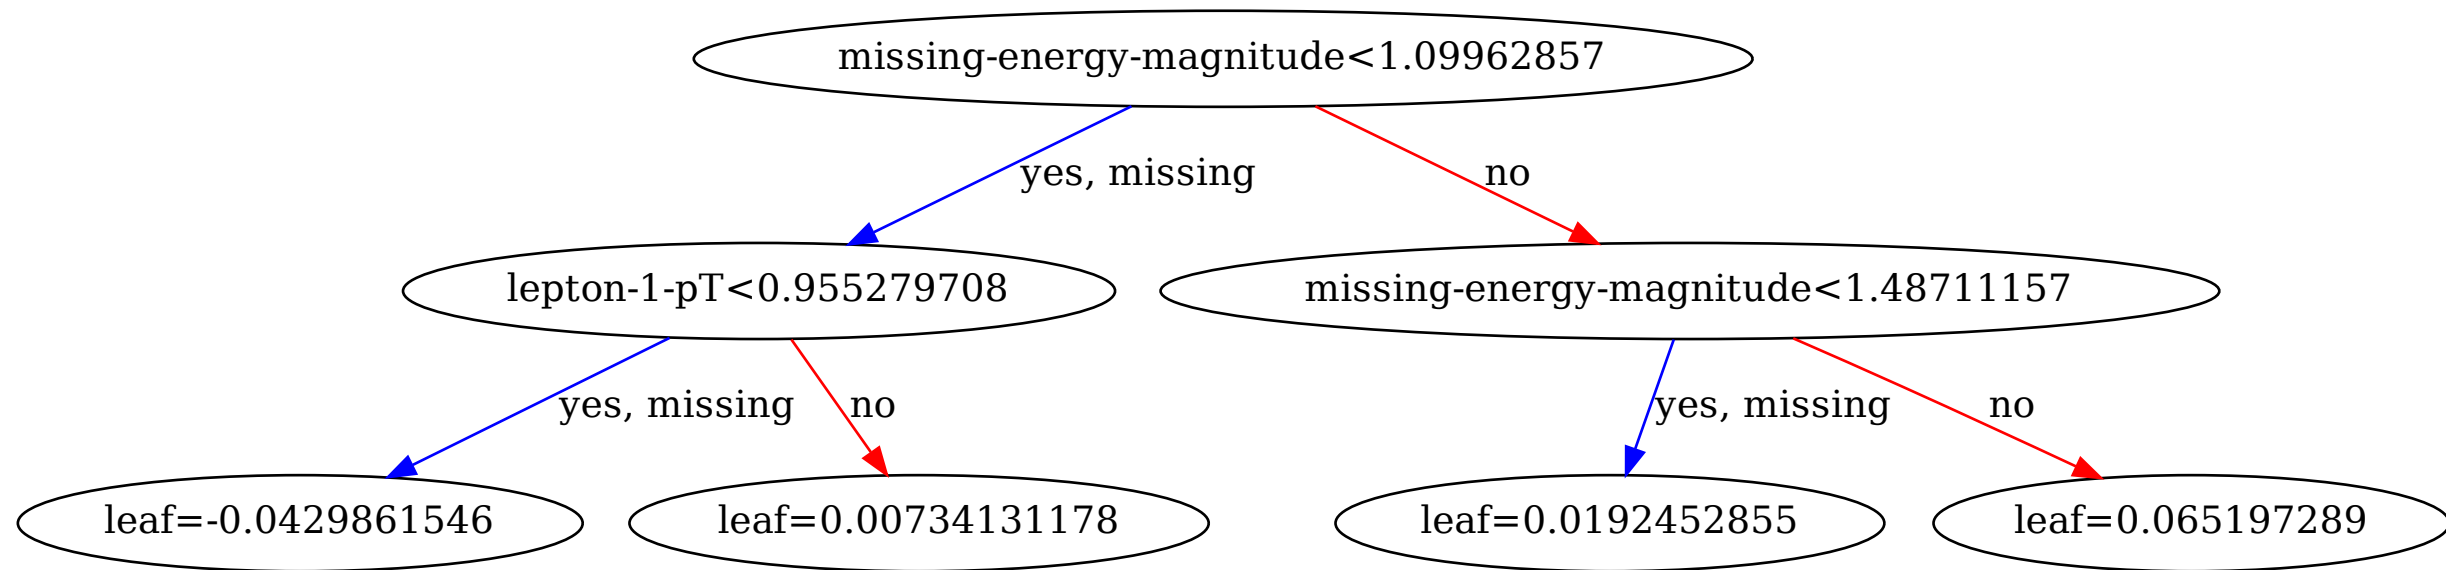 missing-energy-magnitude<1.09962857
yes, missing
no
lepton-1-pT<0.955279708
missing-energy-magnitude<1.48711157
yes, missing
no
yes, missing
no
leaf=-0.0429861546
leaf=0.00734131178
leaf=0.0192452855
leaf=0.065197289